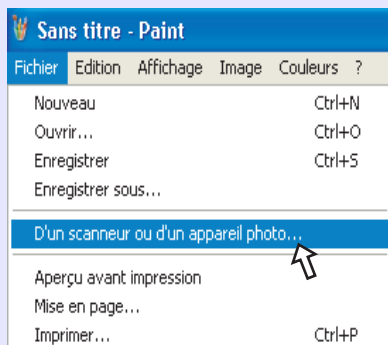 Sans titre - Paint
Fichier Edition Affichage Image Couleurs ?
Nouveau Ctrl+N
Ouvrir... Ctrl+O
Enregistrer Ctrl+S
Enregistrer sous...
D'un scanneur ou d'un appareil photo...
Aperçu avant impression
Mise en page...
Imprimer... Ctrl+P